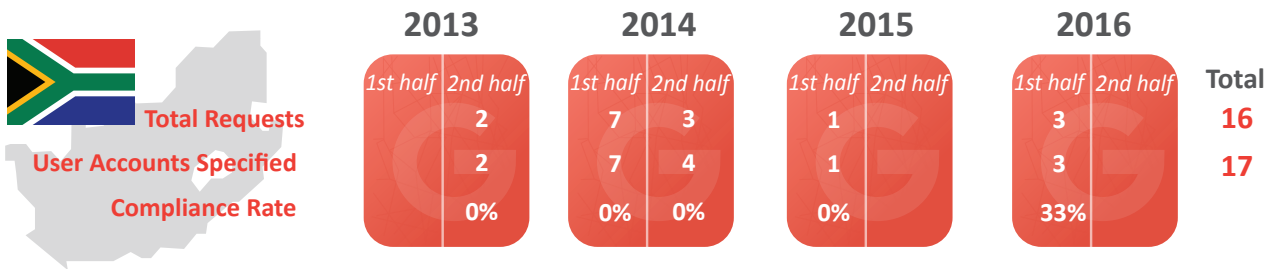 2013 2014 2015 2016
1st half 2nd half 1st half 2nd half 1st half 2nd half 1st half 2nd half Total
Total Requests 2 7 3 1 3 16
User Accounts Specified 2 7 4 1 3 17
Compliance Rate 0% 0% 0% 0% 33%